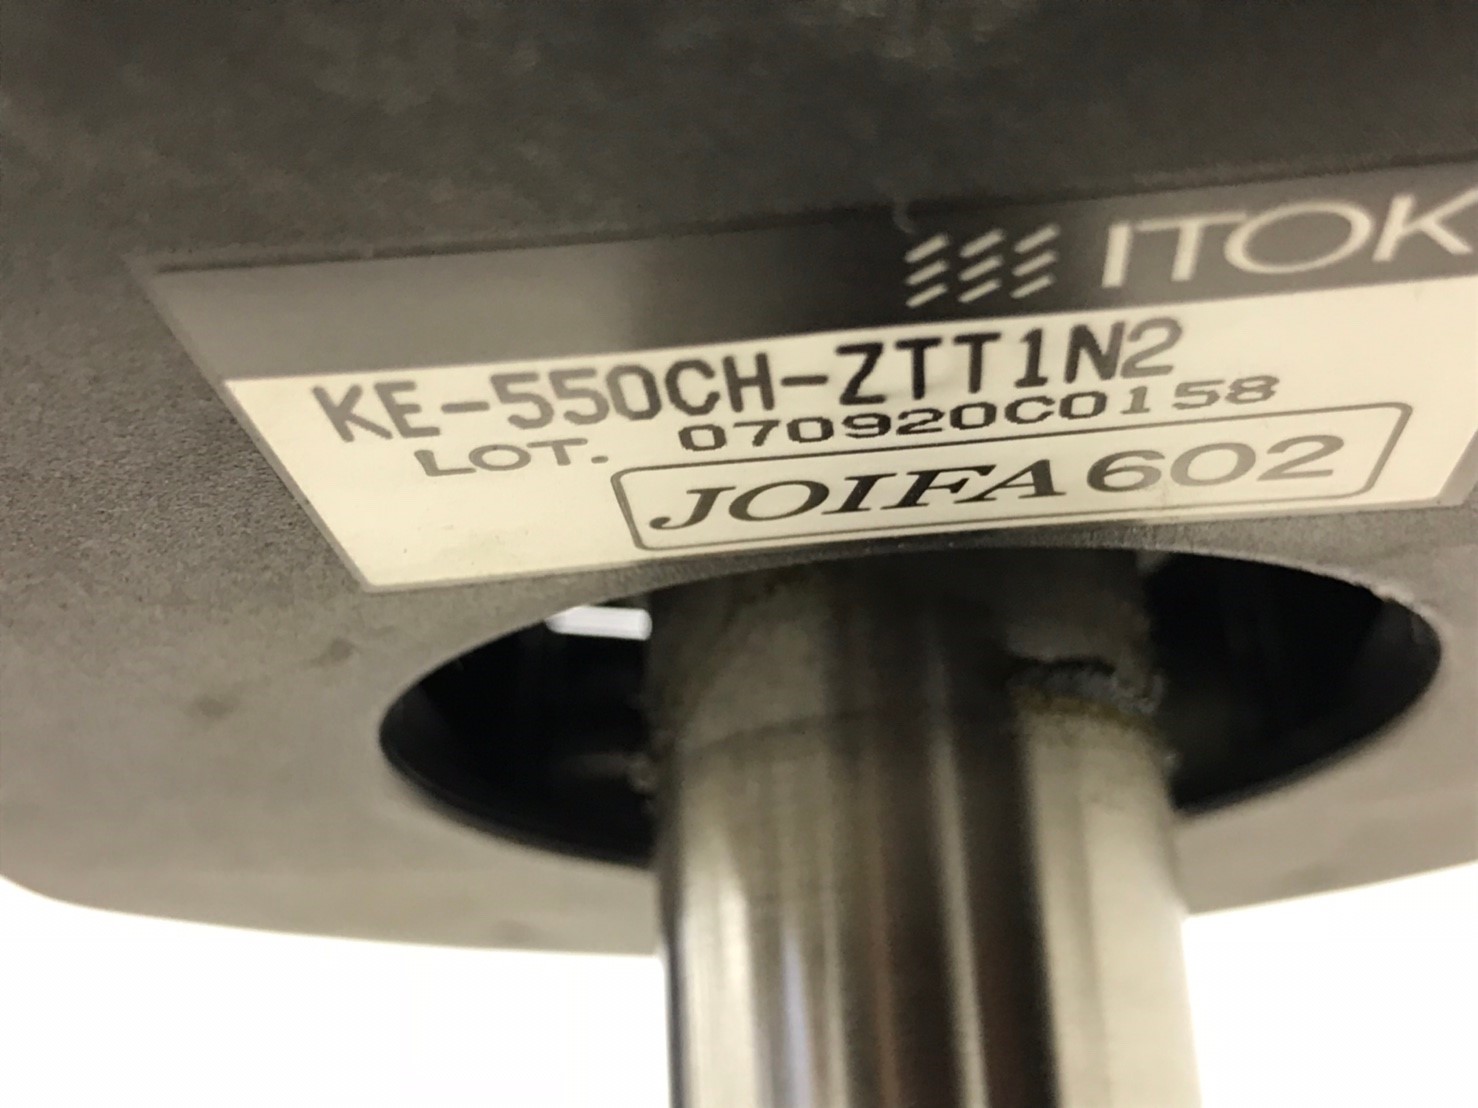 ITOK
KE-550CH-ZTT1N2
LOT. 070920C0158
JOIFA 602